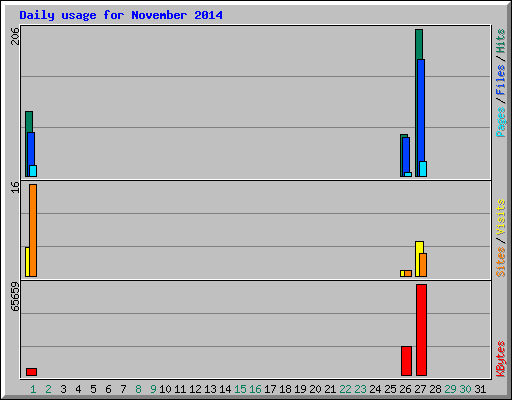 Daily usage for November 2014
206
Pages / Files / Hits
16
Sites / Visits
65659
KBytes
1 2 3 4 5 6 7 8 9 10 11 12 13 14 15 16 17 18 19 20 21 22 23 24 25 26 27 28 29 30 31